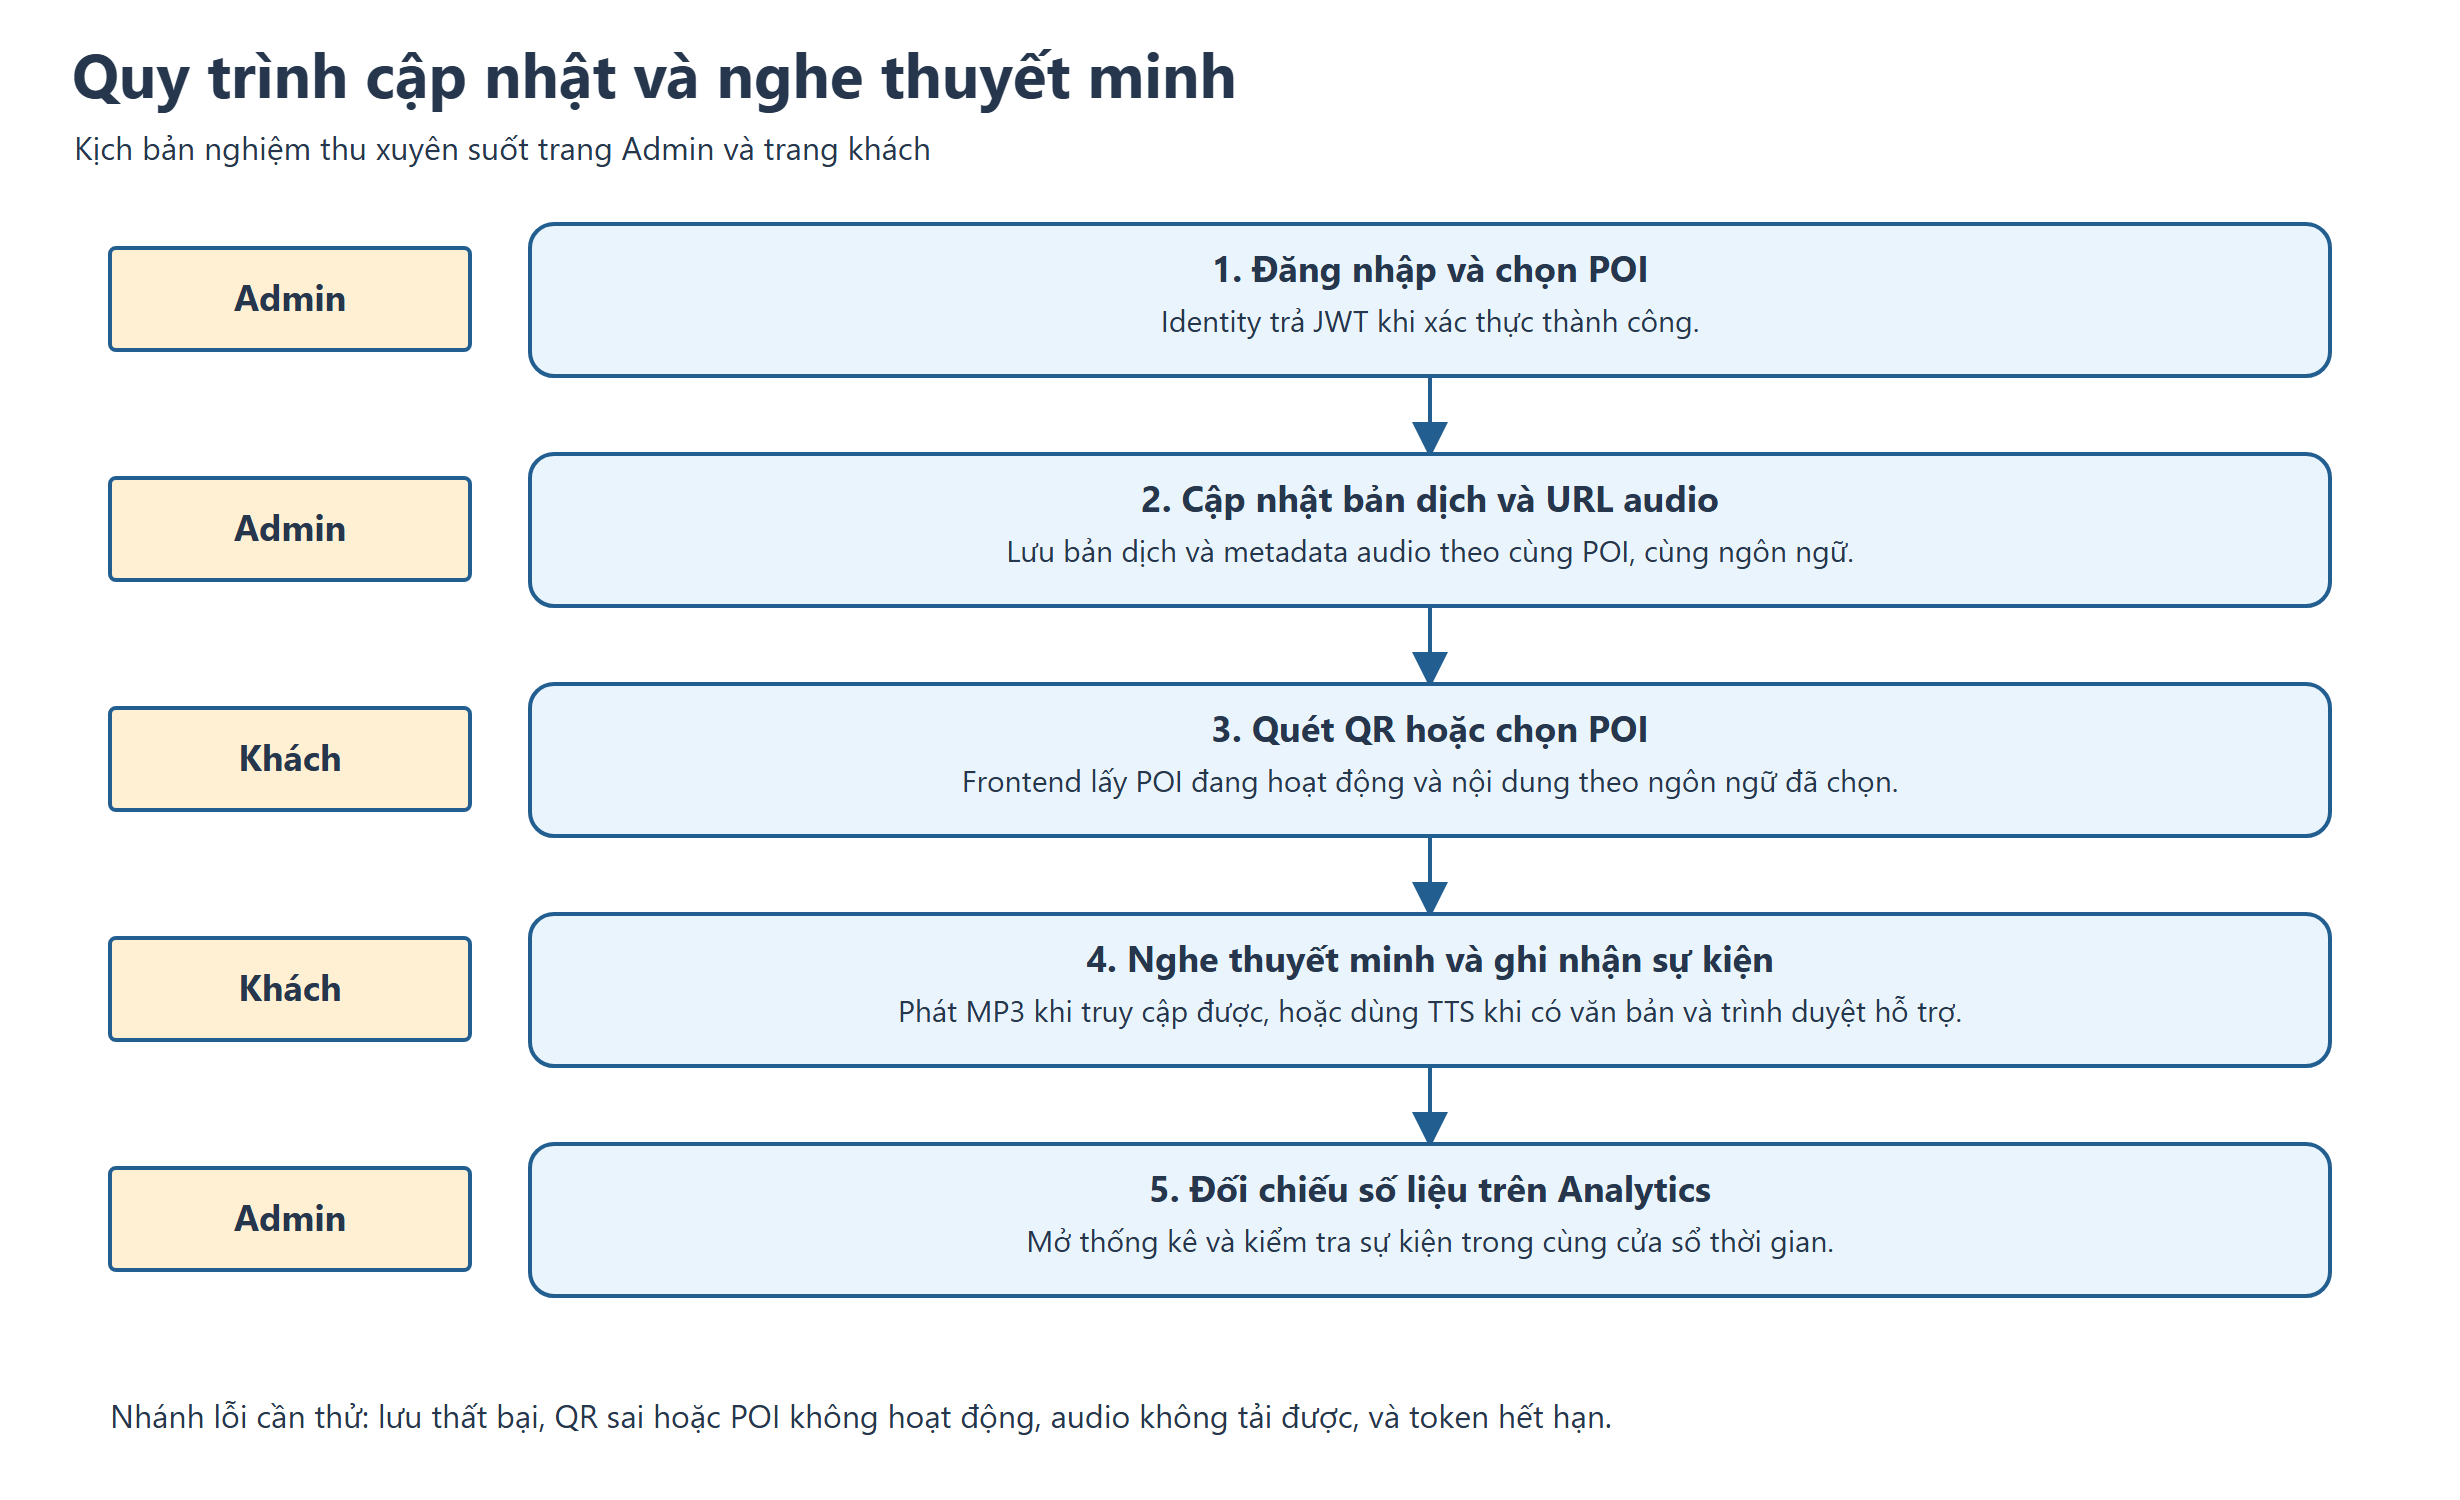 Quy trình cập nhật và nghe thuyết minh
Kịch bản nghiệm thu xuyên suốt trang Admin và trang khách
Admin
1. Đăng nhập và chọn POI
Identity trả JWT khi xác thực thành công.
Admin
2. Cập nhật bản dịch và URL audio
Lưu bản dịch và metadata audio theo cùng POI, cùng ngôn ngữ.
Khách
3. Quét QR hoặc chọn POI
Frontend lấy POI đang hoạt động và nội dung theo ngôn ngữ đã chọn.
Khách
4. Nghe thuyết minh và ghi nhận sự kiện
Phát MP3 khi truy cập được, hoặc dùng TTS khi có văn bản và trình duyệt hỗ trợ.
Admin
5. Đối chiếu số liệu trên Analytics
Mở thống kê và kiểm tra sự kiện trong cùng cửa sổ thời gian.
Nhánh lỗi cần thử: lưu thất bại, QR sai hoặc POI không hoạt động, audio không tải được, và token hết hạn.